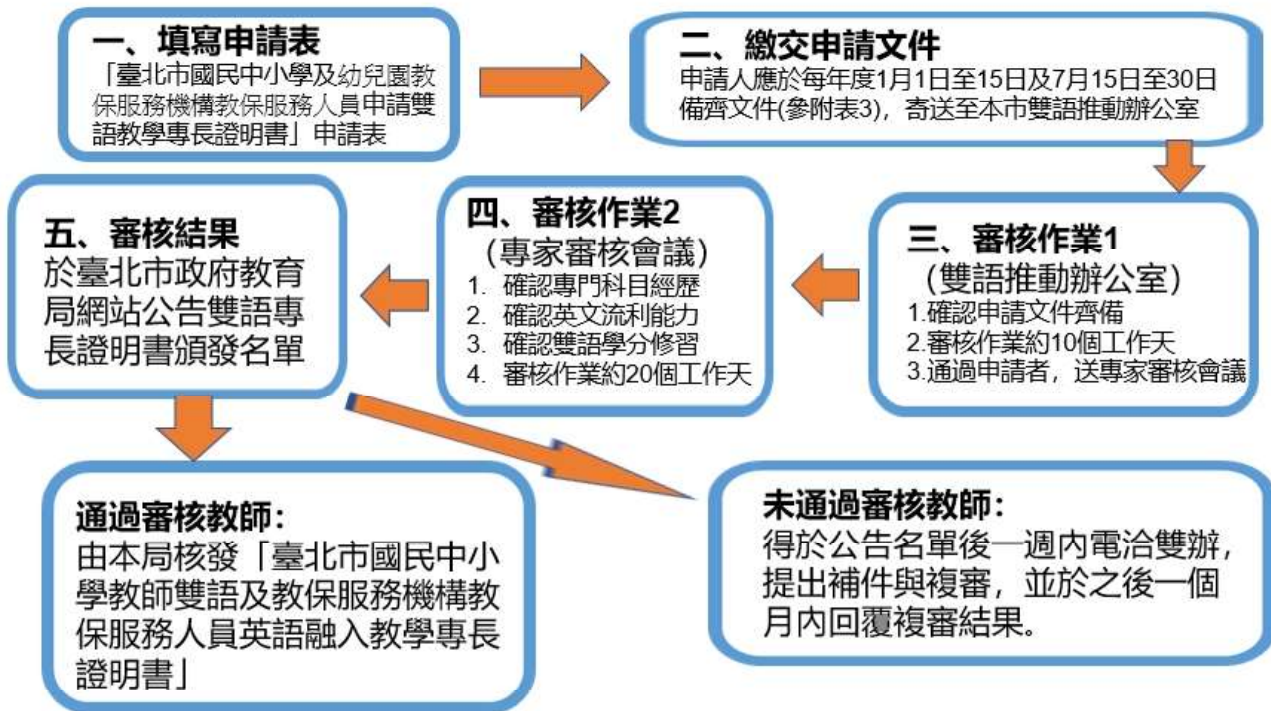 一、填寫申請表
「臺北市國民中小學及幼兒園教
保服務機構教保服務人員申請雙
語教學專長證明書」申請表
二、繳交申請文件
申請人應於每年度1月1日至15日及7月15日至30日
備齊文件(參附表3)，寄送至本市雙語推動辦公室
三、審核作業1
（雙語推動辦公室）
1.確認申請文件齊備
2.審核作業約10個工作天
3.通過申請者，送專家審核會議
四、審核作業2
（專家審核會議）
1. 確認專門科目經歷
2. 確認英文流利能力
3. 確認雙語學分修習
4. 審核作業約20個工作天
五、審核結果
於臺北市政府教育
局網站公告雙語專
長證明書頒發名單
通過審核教師：
由本局核發「臺北市國民中小
學教師雙語及教保服務機構教
保服務人員英語融入教學專長
證明書」
未通過審核教師：
得於公告名單後一週內電洽雙辦，
提出補件與複審，並於之後一個
月內回覆複審結果。